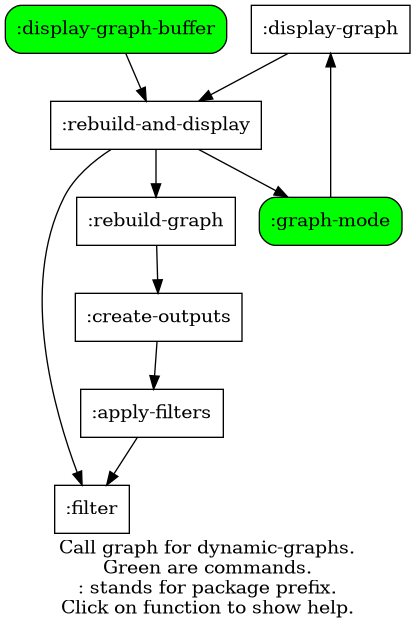 :display-graph-buffer
:display-graph
:rebuild-and-display
:rebuild-graph
:graph-mode
:create-outputs
:apply-filters
:filter
Call graph for dynamic-graphs.
Green are commands.
: stands for package prefix.
Click on function to show help.